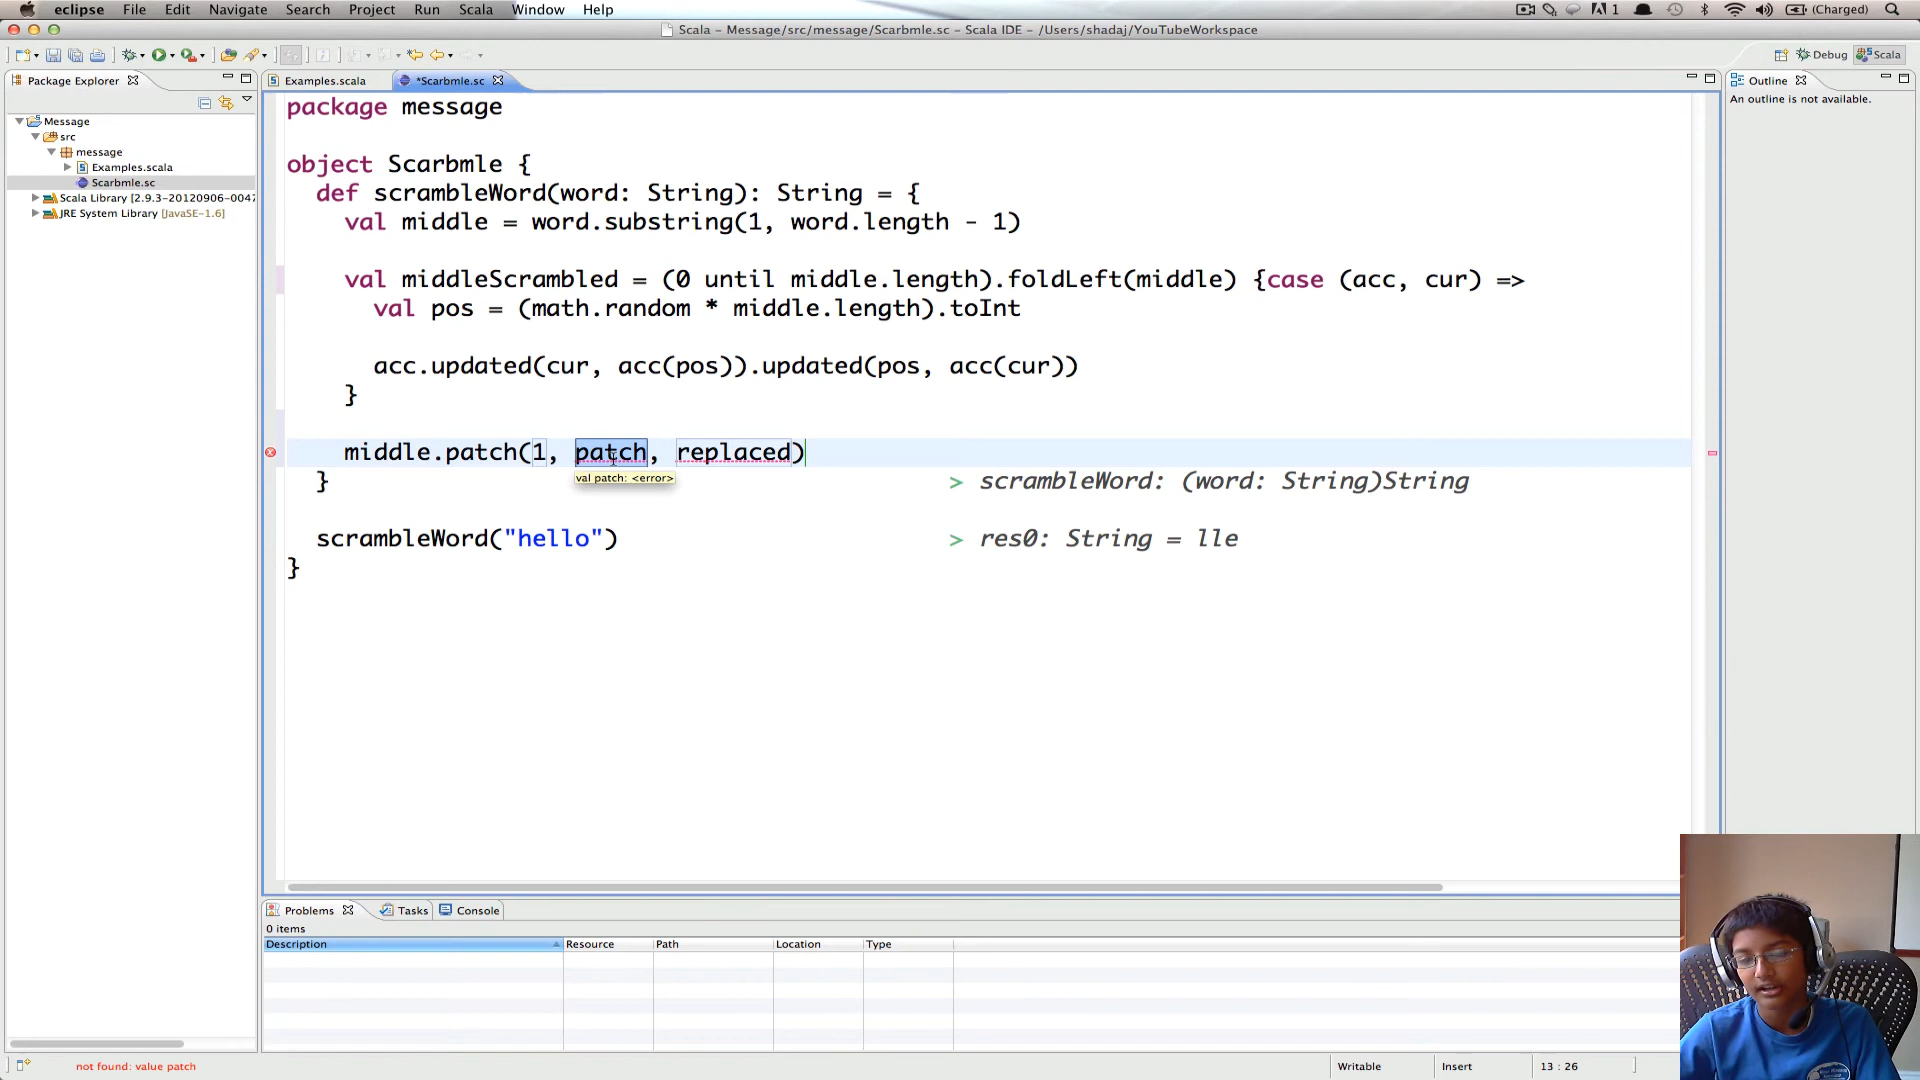 eclipse File Edit Navigate Search Project Run Scala Window Help 1 (Charged)
Scala – Message/src/message/Scarbmle.sc – Scala IDE – /Users/shadaj/YouTubeWorkspace
Debug Scala
Package Explorer Examples.scala *Scarbmle.sc Outline
An outline is not available.
Message
src
message
Examples.scala
Scarbmle.sc
Scala Library [2.9.3-20120906-0047
JRE System Library [JavaSE-1.6]
package message
object Scarbmle {
def scrambleWord(word: String): String = {
val middle = word.substring(1, word.length - 1)
val middleScrambled = (0 until middle.length).foldLeft(middle) {case (acc, cur) =>
val pos = (math.random * middle.length).toInt
acc.updated(cur, acc(pos)).updated(pos, acc(cur))
}
middle.patch(1, patch, replaced)
val patch: <error>
} > scrambleWord: (word: String)String
scrambleWord("hello") > res0: String = lle
}
Problems Tasks Console
0 items
Description Resource Path Location Type
not found: value patch Writable Insert 13 : 26